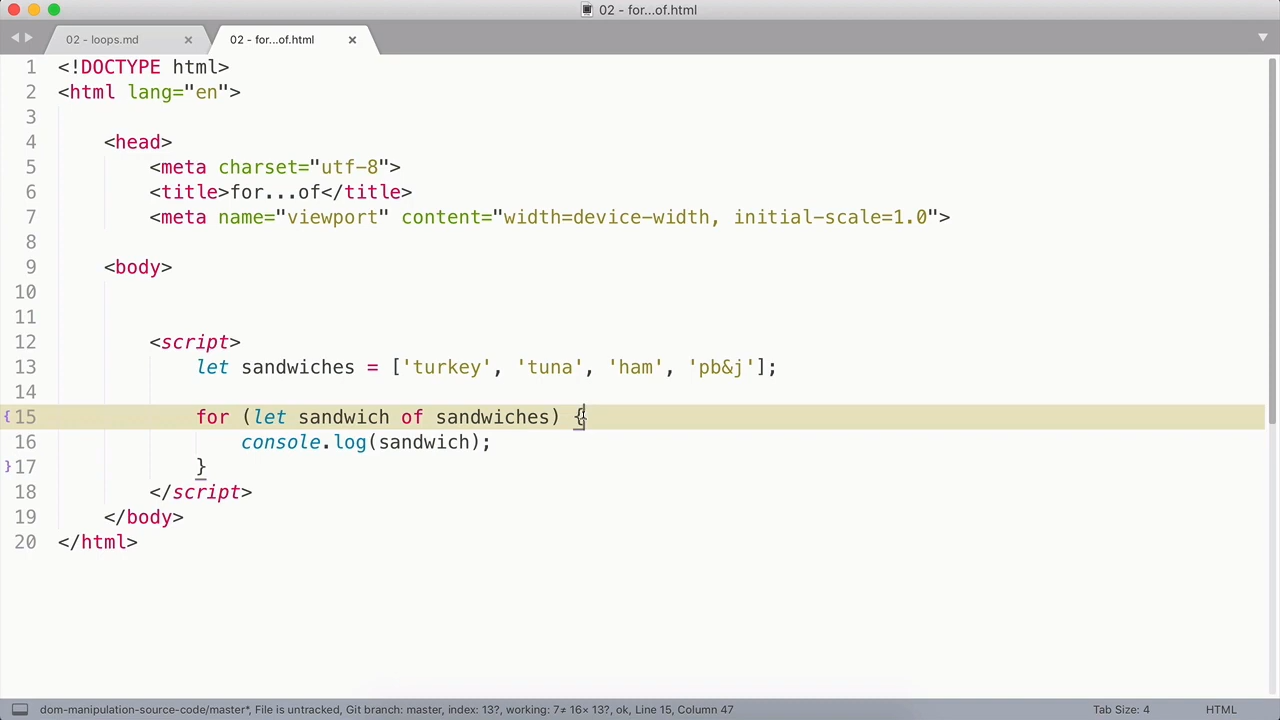 02 - for...of.html
02 - loops.md
02 - for...of.html
1 <!DOCTYPE html>
2 <html lang="en">
3
4 <head>
5 <meta charset="utf-8">
6 <title>for...of</title>
7 <meta name="viewport" content="width=device-width, initial-scale=1.0">
8
9 <body>
10
11
12 <script>
13 let sandwiches = ['turkey', 'tuna', 'ham', 'pb&j'];
14
15 for (let sandwich of sandwiches) {
16 console.log(sandwich);
17 }
18 </script>
19 </body>
20 </html>
dom-manipulation-source-code/master*, File is untracked, Git branch: master, index: 13?, working: 7≠ 16× 13?, ok, Line 15, Column 47
Tab Size: 4
HTML